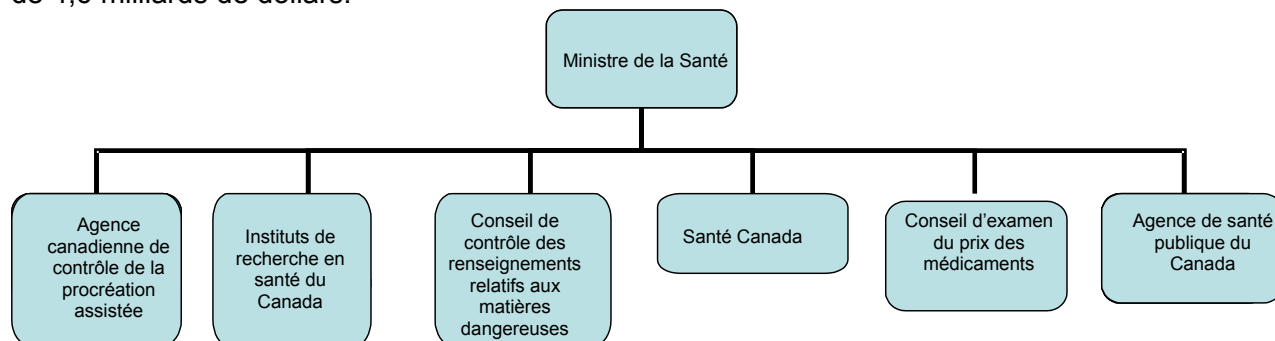 de 4,6 milliards de dollars.
Ministre de la Santé
Agence
canadienne de
contrôle de la
procréation
assistée
Instituts de
recherche en
santé du
Canada
Conseil de
contrôle des
renseignements
relatifs aux
matières
dangereuses
Santé Canada
Conseil d'examen
du prix des
médicaments
Agence de santé
publique du
Canada